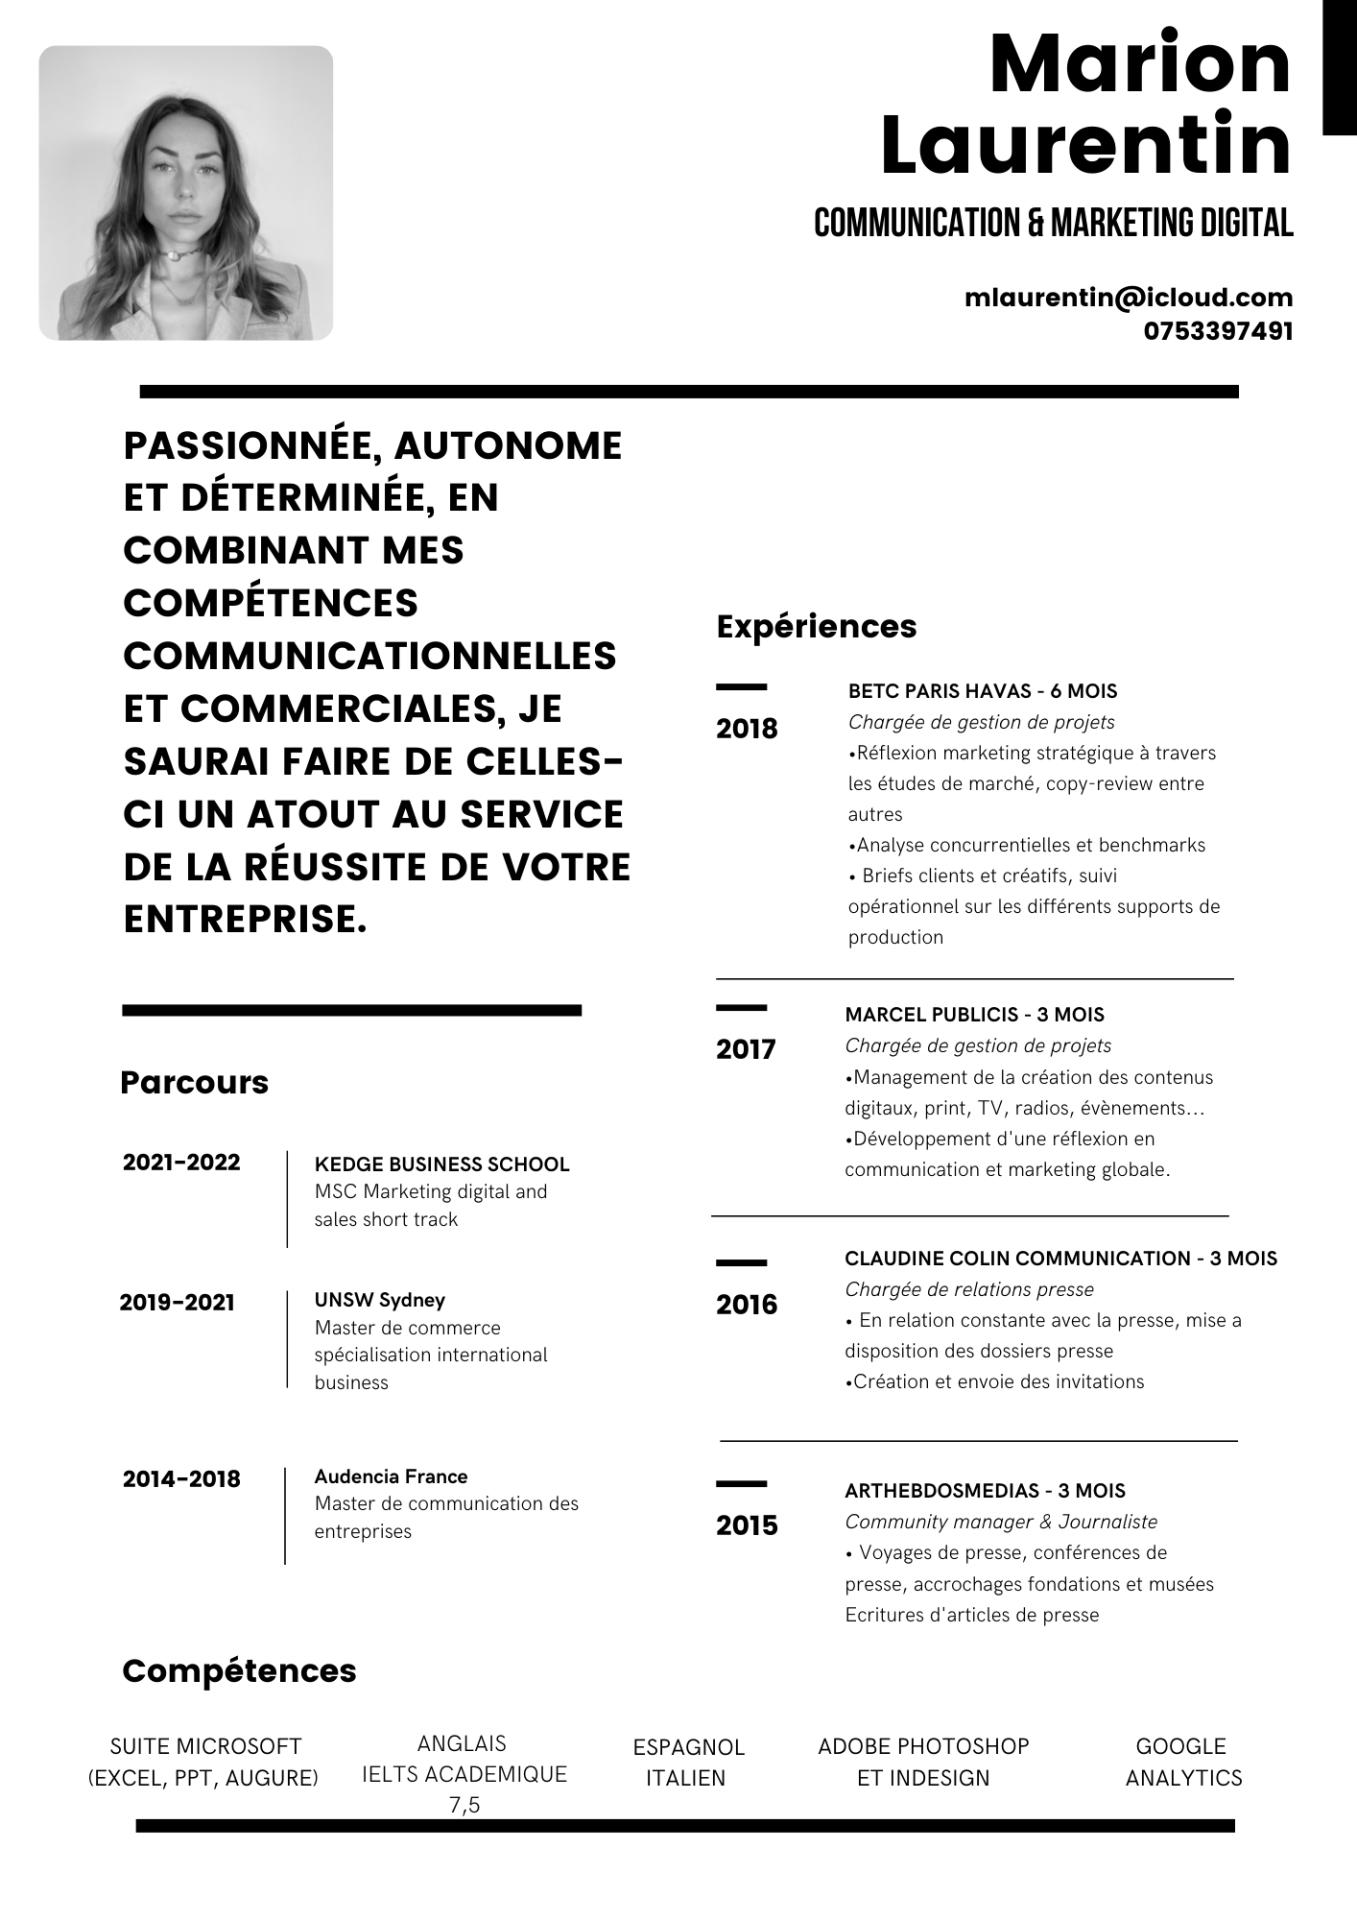 Marion
Laurentin
COMMUNICATION & MARKETING DIGITAL
mlaurentin@icloud.com
0753397491
PASSIONNÉE, AUTONOME
ET DÉTERMINÉE, EN
COMBINANT MES
COMPÉTENCES
COMMUNICATIONNELLES
ET COMMERCIALES, JE
SAURAI FAIRE DE CELLES-
CI UN ATOUT AU SERVICE
DE LA RÉUSSITE DE VOTRE
ENTREPRISE.
Parcours
2021-2022
KEDGE BUSINESS SCHOOL
MSC Marketing digital and
sales short track
2019-2021
UNSW Sydney
Master de commerce
spécialisation international
business
2014-2018
Audencia France
Master de communication des
entreprises
Expériences
2018
BETC PARIS HAVAS - 6 MOIS
Chargée de gestion de projets
•Réflexion marketing stratégique à travers
les études de marché, copy-review entre
autres
•Analyse concurrentielles et benchmarks
• Briefs clients et créatifs, suivi
opérationnel sur les différents supports de
production
2017
MARCEL PUBLICIS - 3 MOIS
Chargée de gestion de projets
•Management de la création des contenus
digitaux, print, TV, radios, évènements...
•Développement d'une réflexion en
communication et marketing globale.
2016
CLAUDINE COLIN COMMUNICATION - 3 MOIS
Chargée de relations presse
• En relation constante avec la presse, mise a
disposition des dossiers presse
•Création et envoie des invitations
2015
ARTHEBDOSMEDIAS - 3 MOIS
Community manager & Journaliste
• Voyages de presse, conférences de
presse, accrochages fondations et musées
Ecritures d'articles de presse
Compétences
SUITE MICROSOFT
(EXCEL, PPT, AUGURE)
ANGLAIS
IELTS ACADEMIQUE
7,5
ESPAGNOL
ITALIEN
ADOBE PHOTOSHOP
ET INDESIGN
GOOGLE
ANALYTICS